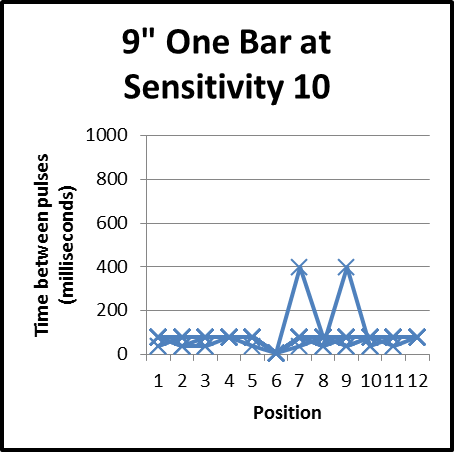 9" One Bar at
Sensitivity 10
1000
800
600
400
200
0
Time between pulses
(milliseconds)
1 2 3 4 5 6 7 8 9 10 11 12
Position